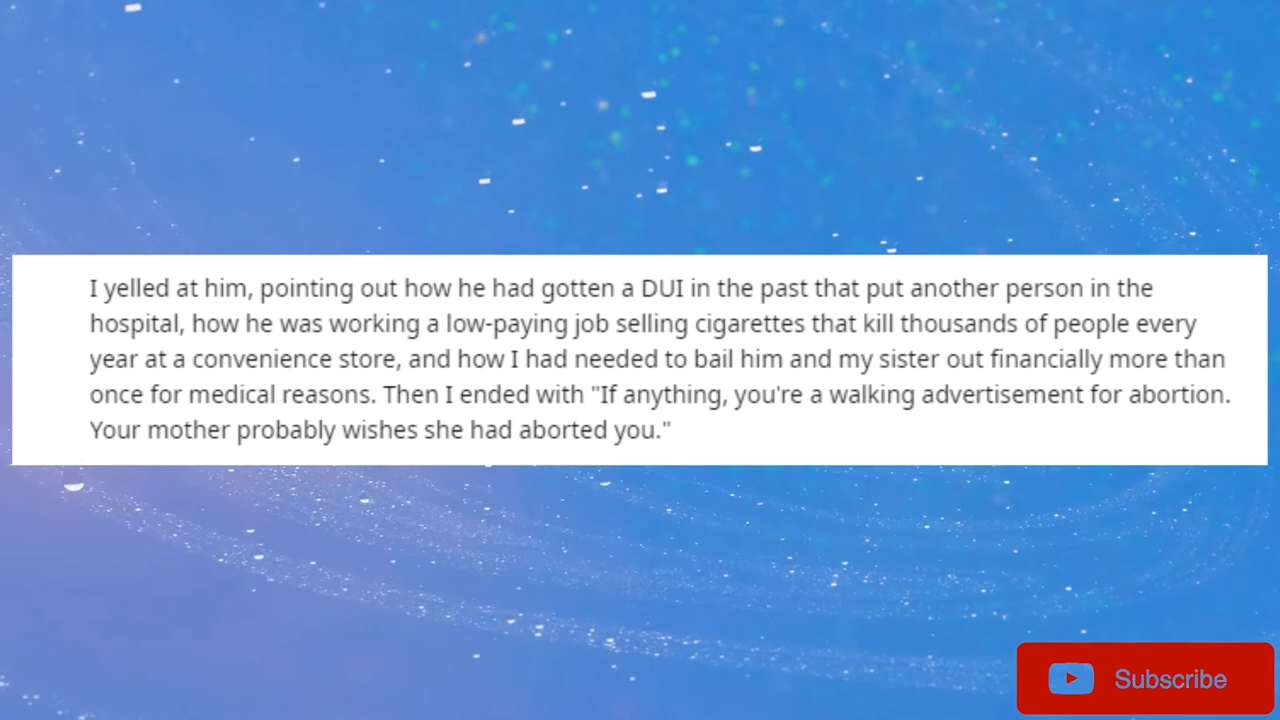 I yelled at him, pointing out how he had gotten a DUI in the past that put another person in the
hospital, how he was working a low-paying job selling cigarettes that kill thousands of people every
year at a convenience store, and how I had needed to bail him and my sister out financially more than
once for medical reasons. Then I ended with "If anything, you're a walking advertisement for abortion.
Your mother probably wishes she had aborted you."
Subscribe